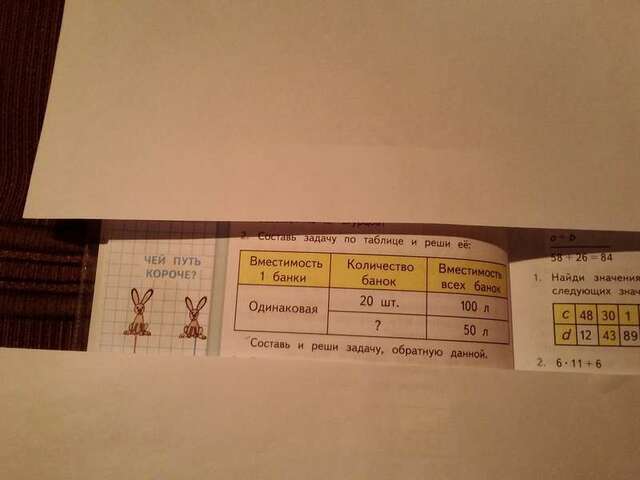 2. Составь задачу по таблице и реши её:
ЧЕЙ ПУТЬ
КОРОЧЕ?
Вместимость
1 банки
Количество
банок
Вместимость
всех банок
Одинаковая
20 шт.
100 л
?
50 л
Составь и реши задачу, обратную данной.
58 + 26 = 84
1. Найди значения
следующих знач
c 48 30 1
d 12 43 89
2. 6 · 11 + 6